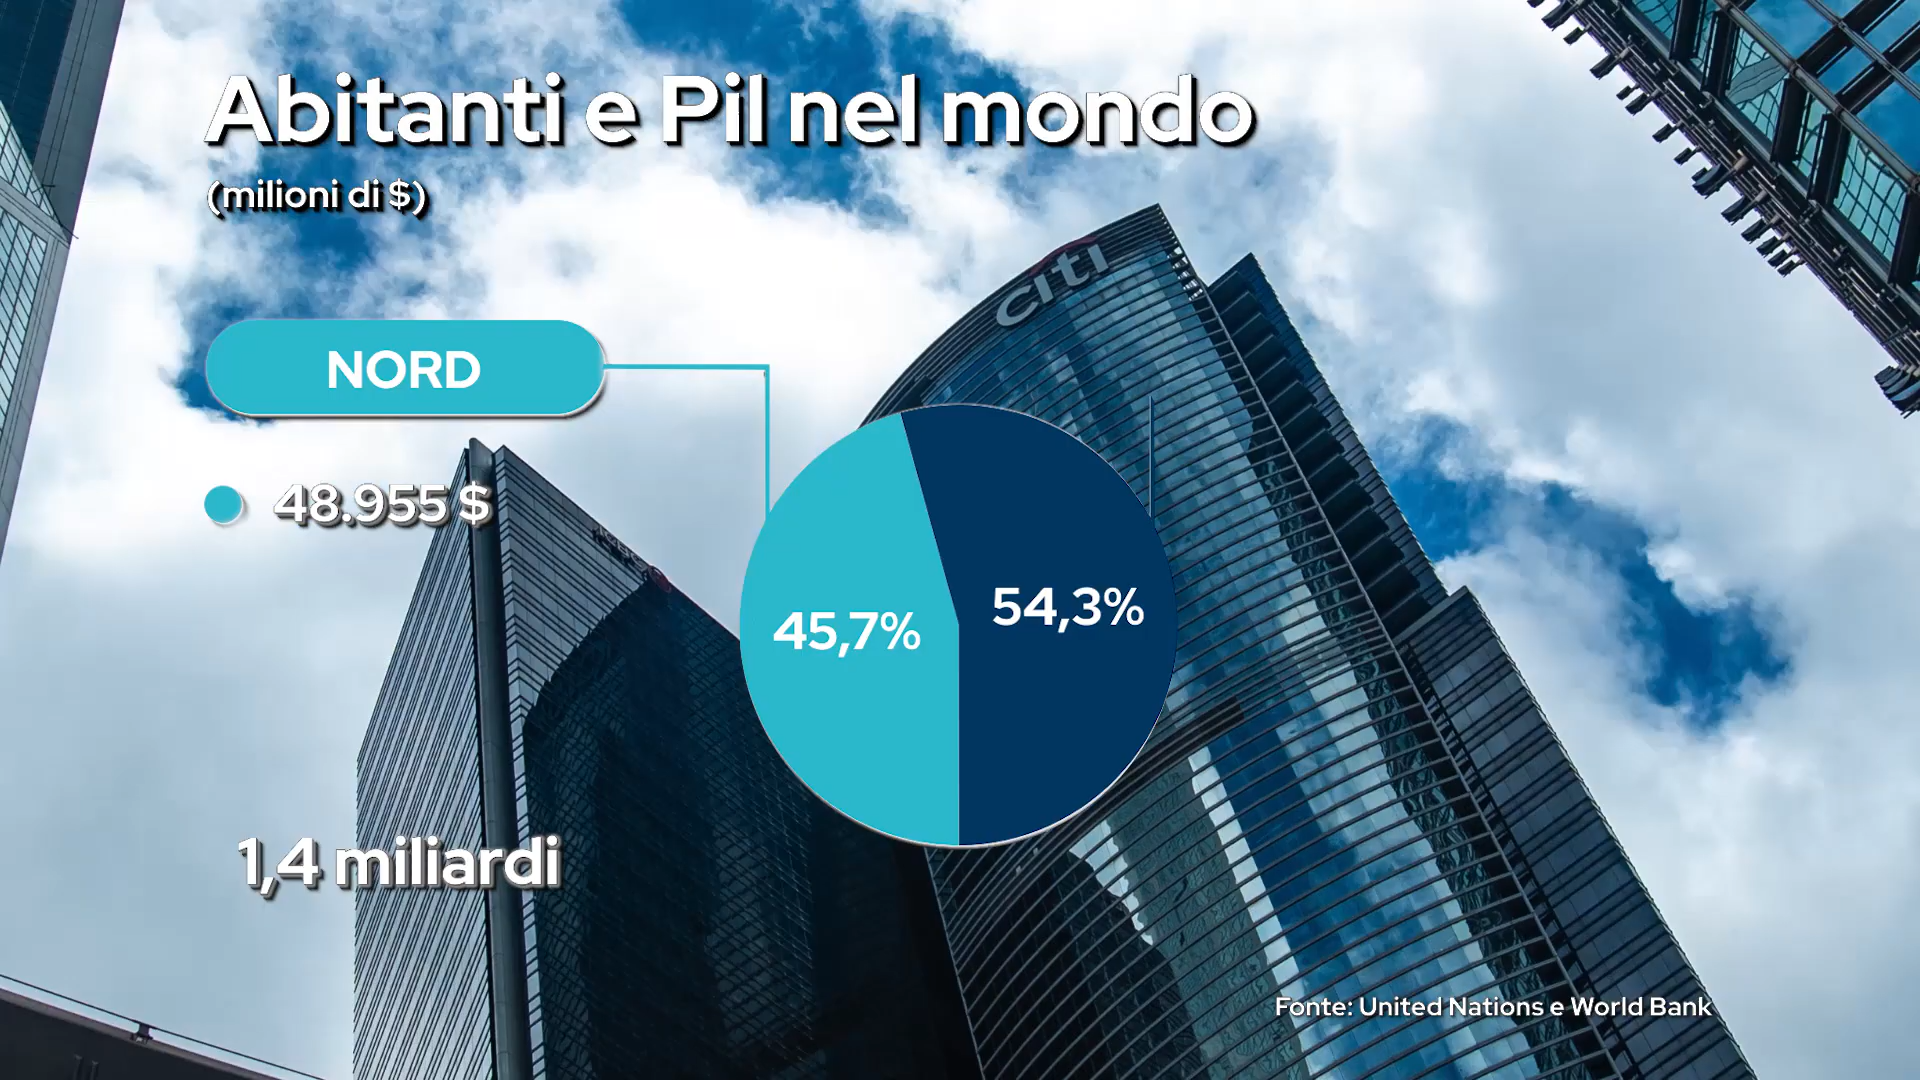 Abitanti e Pil nel mondo
(milioni di $)
citi
NORD
48.955 $
45,7%
54,3%
1,4 miliardi
Fonte: United Nations e World Bank